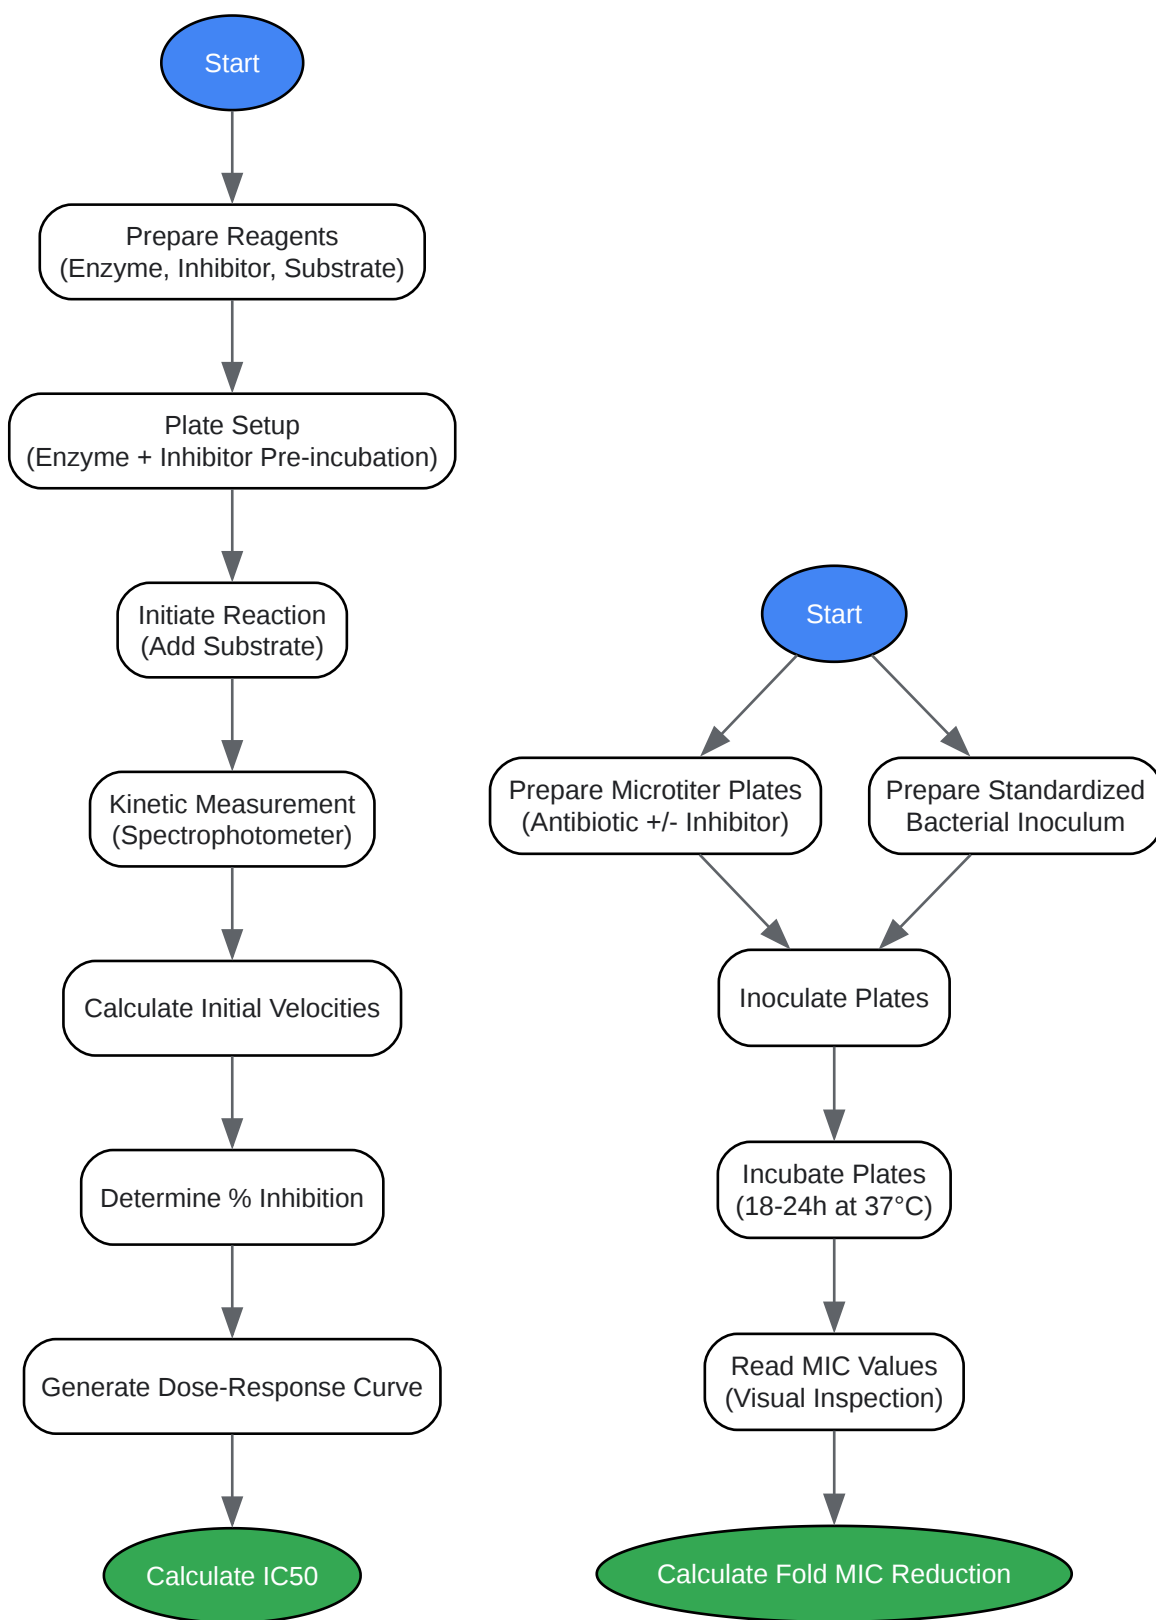 Start
Prepare Reagents
(Enzyme, Inhibitor, Substrate)
Plate Setup
(Enzyme + Inhibitor Pre-incubation)
Initiate Reaction
(Add Substrate)
Kinetic Measurement
(Spectrophotometer)
Calculate Initial Velocities
Determine % Inhibition
Generate Dose-Response Curve
Calculate IC50
Start
Prepare Microtiter Plates
(Antibiotic +/- Inhibitor)
Prepare Standardized
Bacterial Inoculum
Inoculate Plates
Incubate Plates
(18-24h at 37°C)
Read MIC Values
(Visual Inspection)
Calculate Fold MIC Reduction